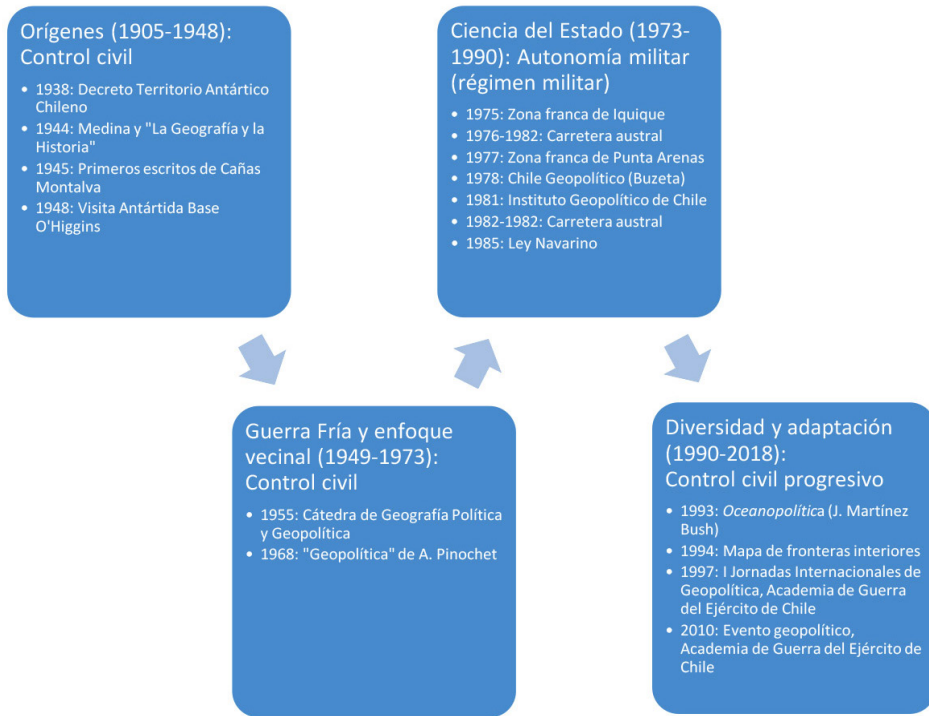 Orígenes (1905-1948):
Control civil
• 1938: Decreto Territorio Antártico
Chileno
• 1944: Medina y "La Geografía y la
Historia"
• 1945: Primeros escritos de Cañas
Montalva
• 1948: Visita Antártida Base
O'Higgins
Guerra Fría y enfoque
vecinal (1949-1973):
Control civil
• 1955: Cátedra de Geografía Política
y Geopolítica
• 1968: "Geopolítica" de A. Pinochet
Ciencia del Estado (1973-
1990): Autonomía militar
(régimen militar)
• 1975: Zona franca de Iquique
• 1976-1982: Carretera austral
• 1977: Zona franca de Punta Arenas
• 1978: Chile Geopolítico (Buzeta)
• 1981: Instituto Geopolítico de Chile
• 1982-1982: Carretera austral
• 1985: Ley Navarino
Diversidad y adaptación
(1990-2018):
Control civil progresivo
• 1993: Oceanopolítica (J. Martínez
Bush)
• 1994: Mapa de fronteras interiores
• 1997: I Jornadas Internacionales de
Geopolítica, Academia de Guerra
del Ejército de Chile
• 2010: Evento geopolítico,
Academia de Guerra del Ejército de
Chile